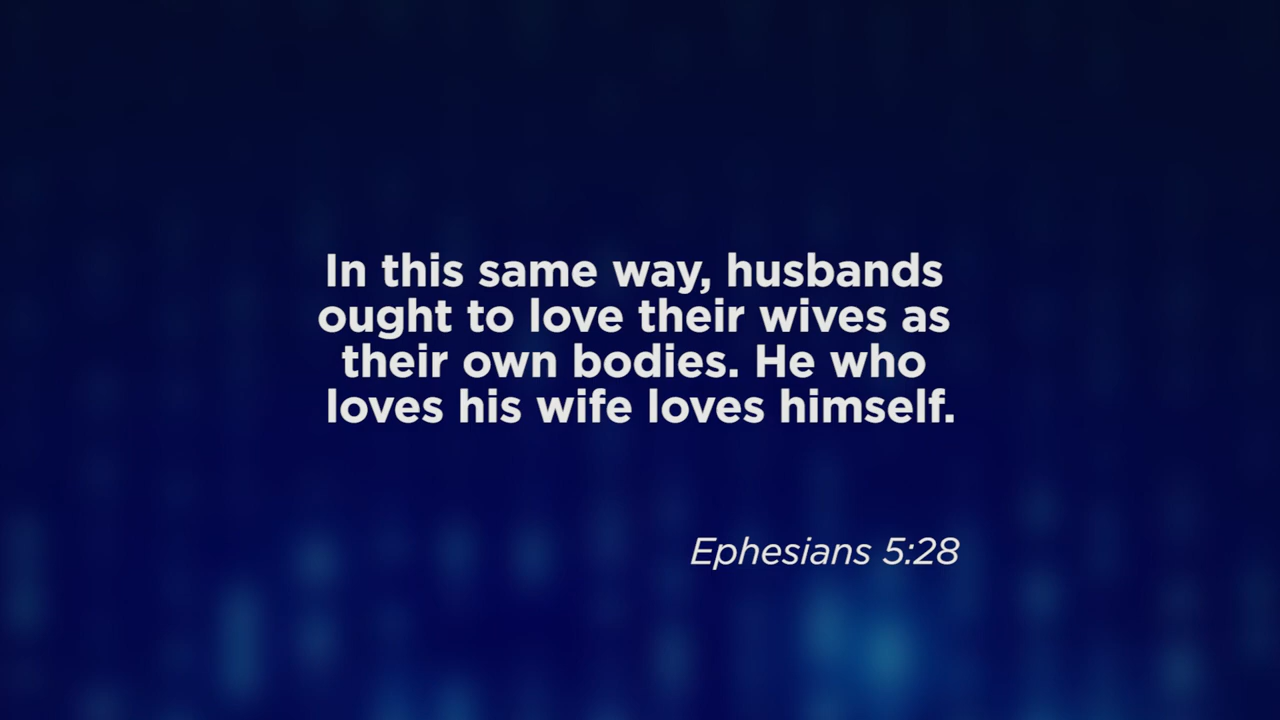 In this same way, husbands
ought to love their wives as
their own bodies. He who
loves his wife loves himself.
Ephesians 5:28